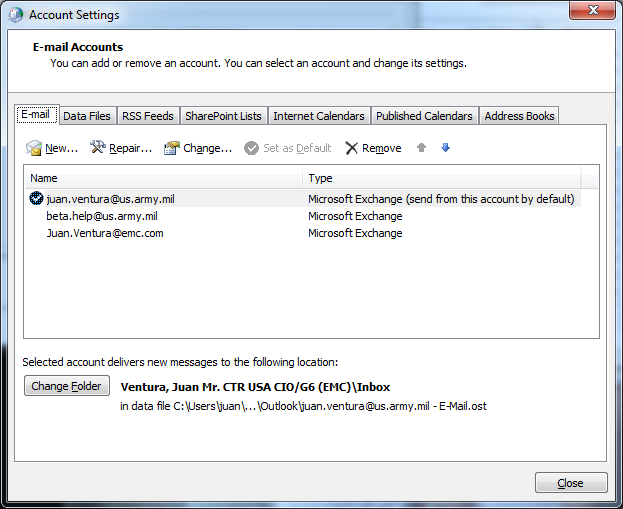 Account Settings
E-mail Accounts
You can add or remove an account. You can select an account and change its settings.
E-mail Data Files RSS Feeds SharePoint Lists Internet Calendars Published Calendars Address Books
New... Repair... Change... Set as Default Remove
Name Type
juan.ventura@us.army.mil Microsoft Exchange (send from this account by default)
beta.help@us.army.mil Microsoft Exchange
Juan.Ventura@emc.com Microsoft Exchange
Selected account delivers new messages to the following location:
Change Folder Ventura, Juan Mr. CTR USA CIO/G6 (EMC)\Inbox
in data file C:\Users\juan\...\Outlook\juan.ventura@us.army.mil - E-Mail.ost
Close